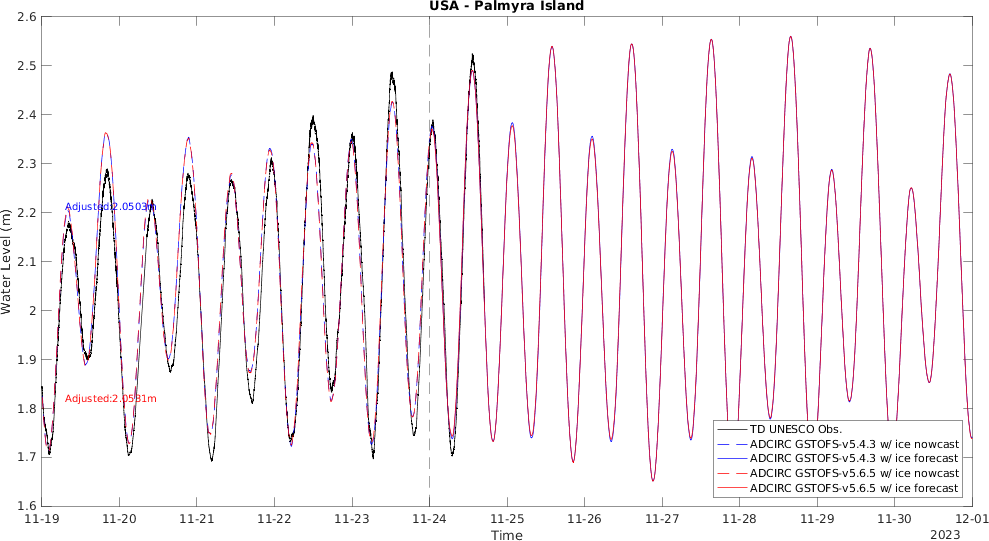 USA - Palmyra Island
2.6
2.5
2.4
2.3
2.2
2.1
2
1.9
1.8
1.7
1.6
Water Level (m)
Adjusted:2.0503m
Adjusted:2.0531m
TD UNESCO Obs.
ADCIRC GSTOFS-v5.4.3 w/ ice nowcast
ADCIRC GSTOFS-v5.4.3 w/ ice forecast
ADCIRC GSTOFS-v5.6.5 w/ ice nowcast
ADCIRC GSTOFS-v5.6.5 w/ ice forecast
11-19 11-20 11-21 11-22 11-23 11-24 11-25 11-26 11-27 11-28 11-29 11-30 12-01
Time
2023